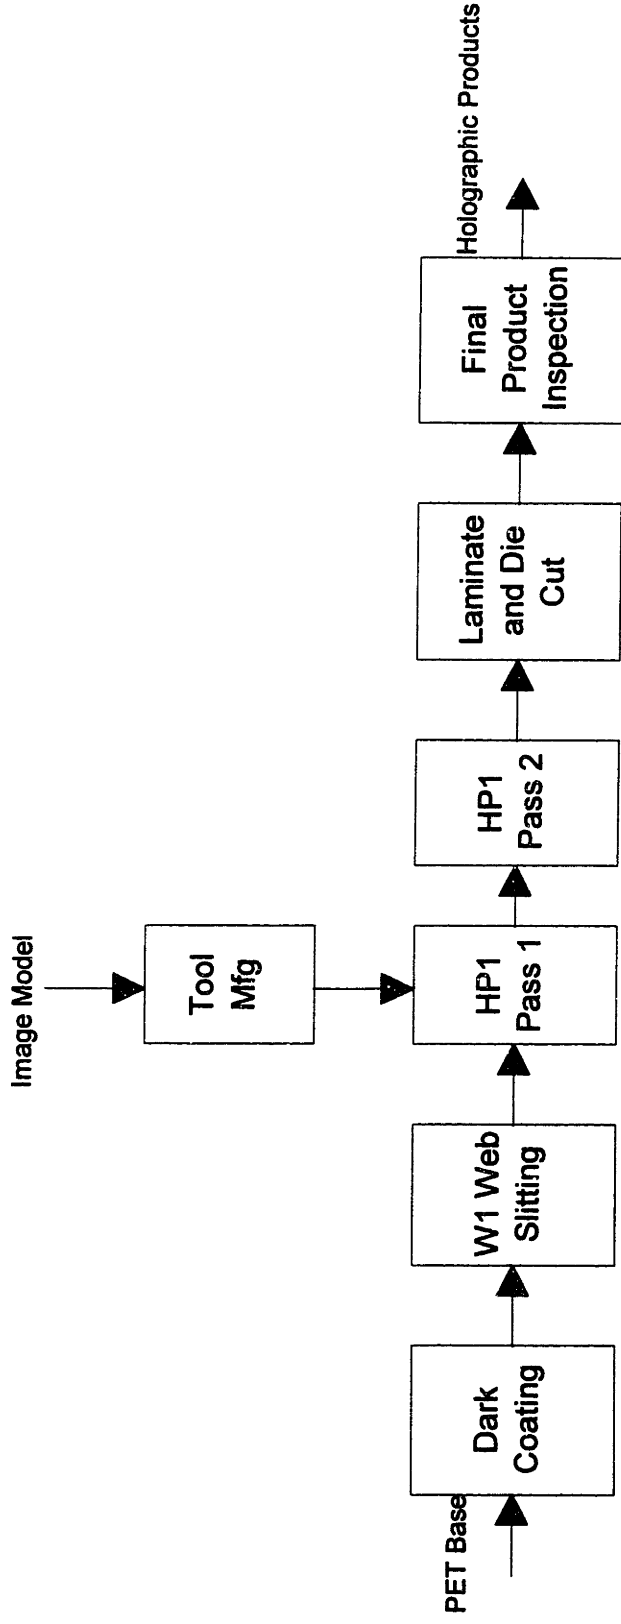 Image Model
Tool
Mfg
PET Base
Dark
Coating
W1 Web
Slitting
HP1
Pass 1
HP1
Pass 2
Laminate
and Die
Cut
Final
Product
Inspection
Holographic Products